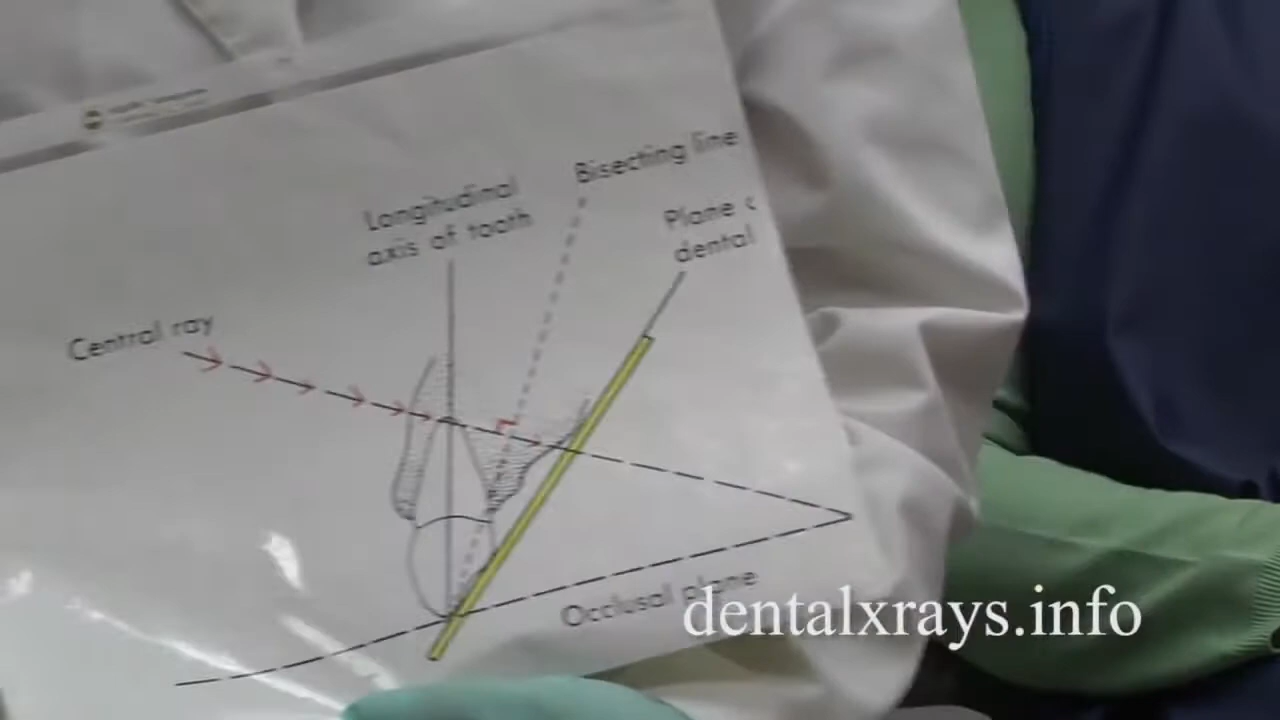 Bisecting line
Longitudinal
axis of tooth
Plane
dental
Central ray
Occlusal plane
dentalxrays.info